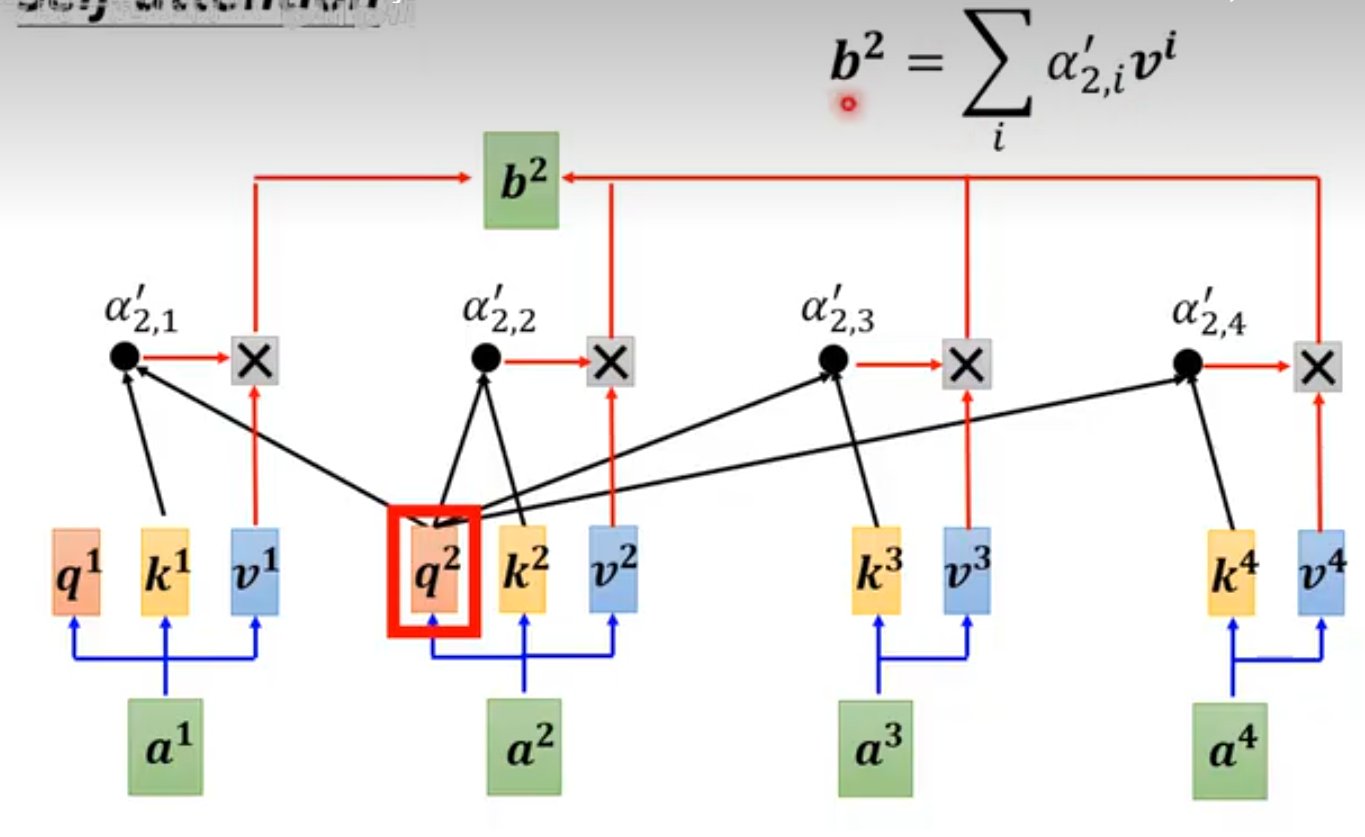 b² = ∑ᵢ α′₂,ᵢ vⁱ
b²
α′₂,₁ α′₂,₂ α′₂,₃ α′₂,₄
q¹ k¹ v¹ q² k² v² k³ v³ k⁴ v⁴
a¹ a² a³ a⁴